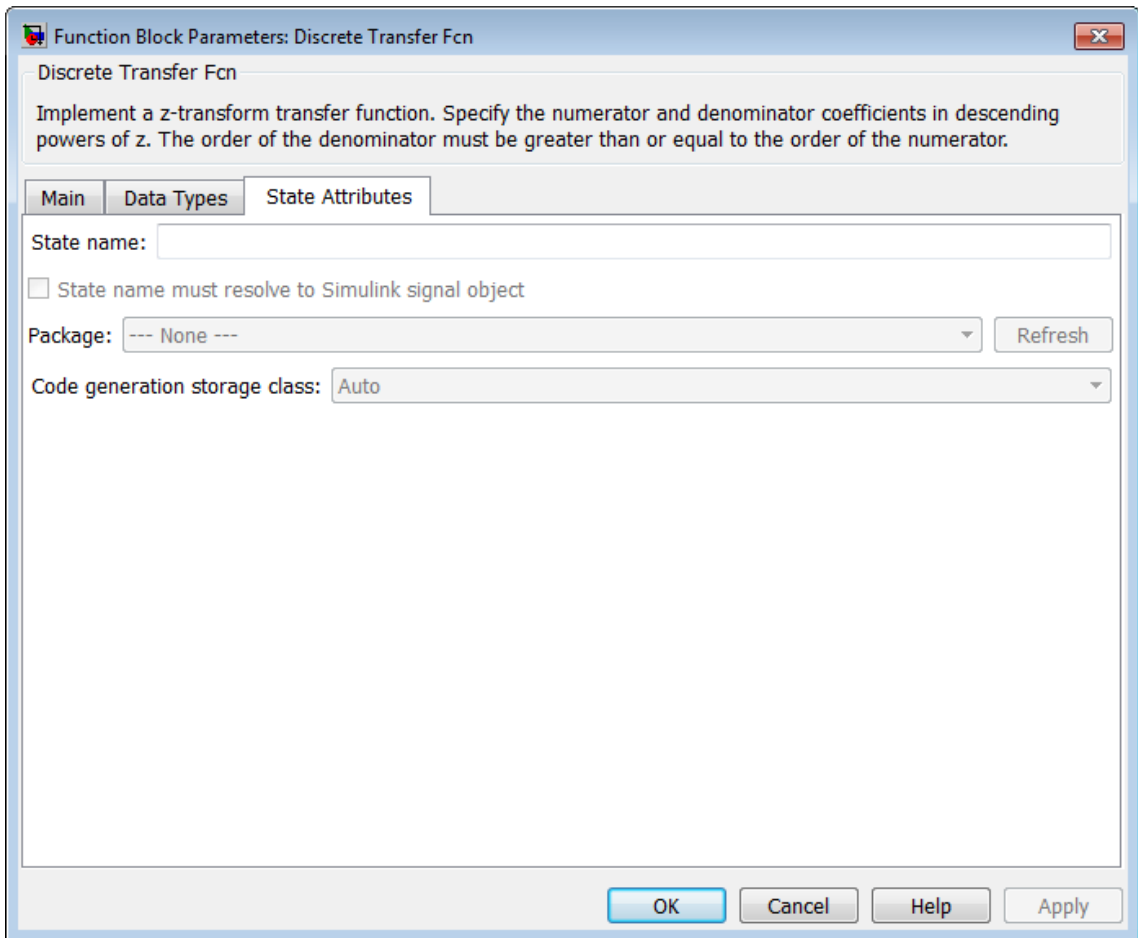 Function Block Parameters: Discrete Transfer Fcn
Discrete Transfer Fcn
Implement a z-transform transfer function. Specify the numerator and denominator coefficients in descending
powers of z. The order of the denominator must be greater than or equal to the order of the numerator.
Main Data Types State Attributes
State name:
State name must resolve to Simulink signal object
Package: --- None --- Refresh
Code generation storage class: Auto
OK Cancel Help Apply